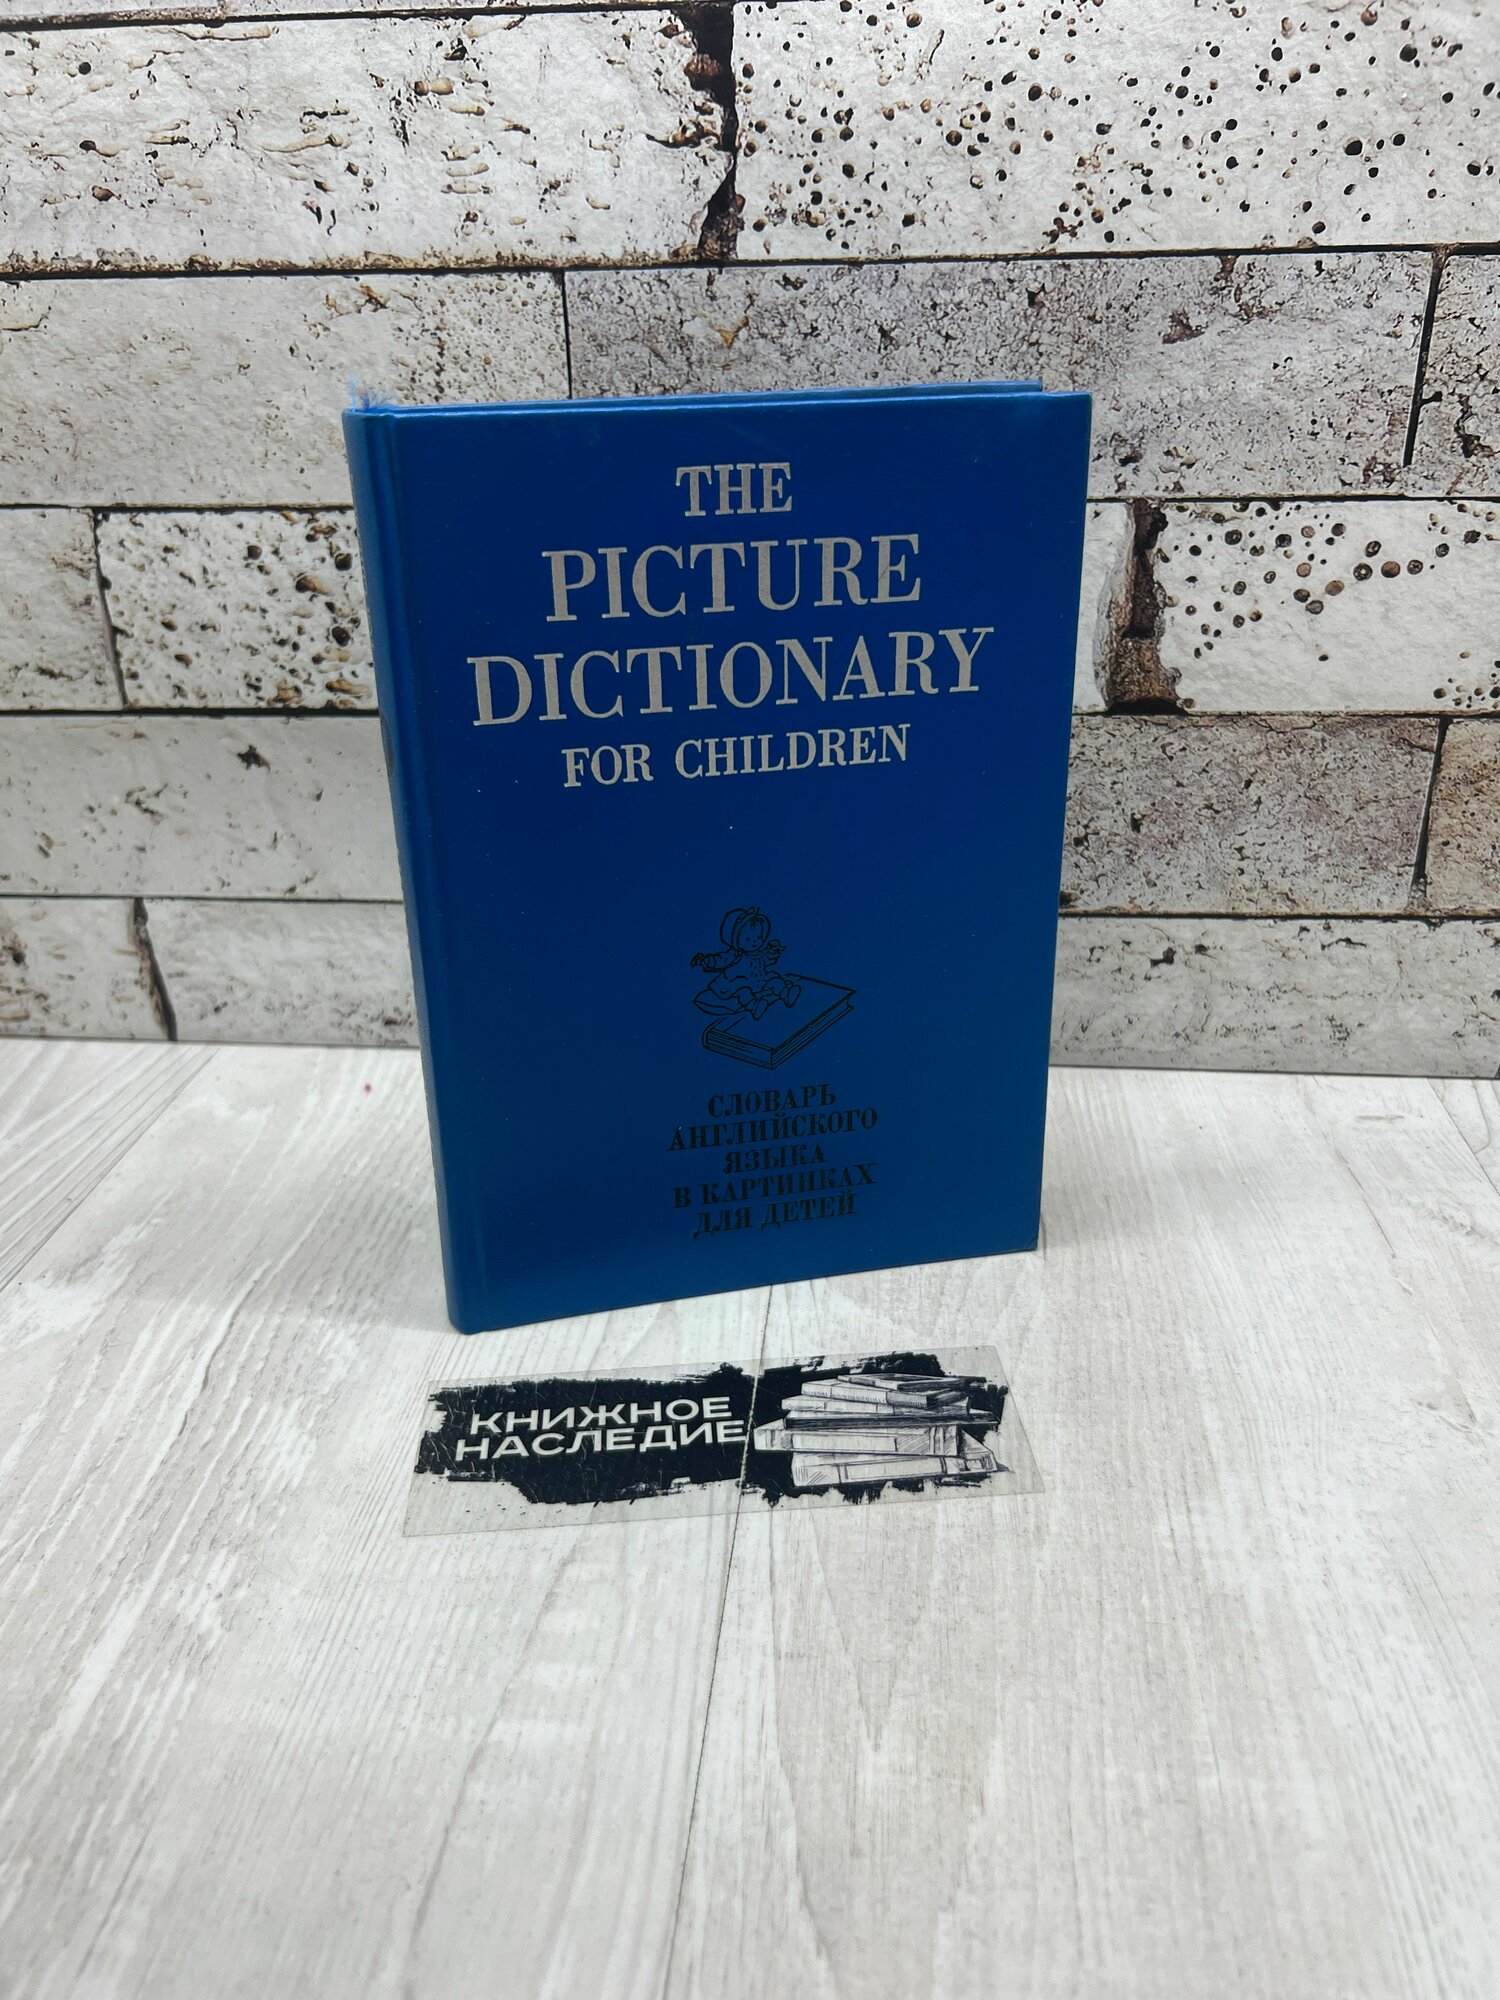 THE
PICTURE
DICTIONARY
FOR CHILDREN
СЛОВАРЬ
АНГЛИЙСКОГО
ЯЗЫКА
В КАРТИНКАХ
ДЛЯ ДЕТЕЙ
КНИЖНОЕ
НАСЛЕДИЕ